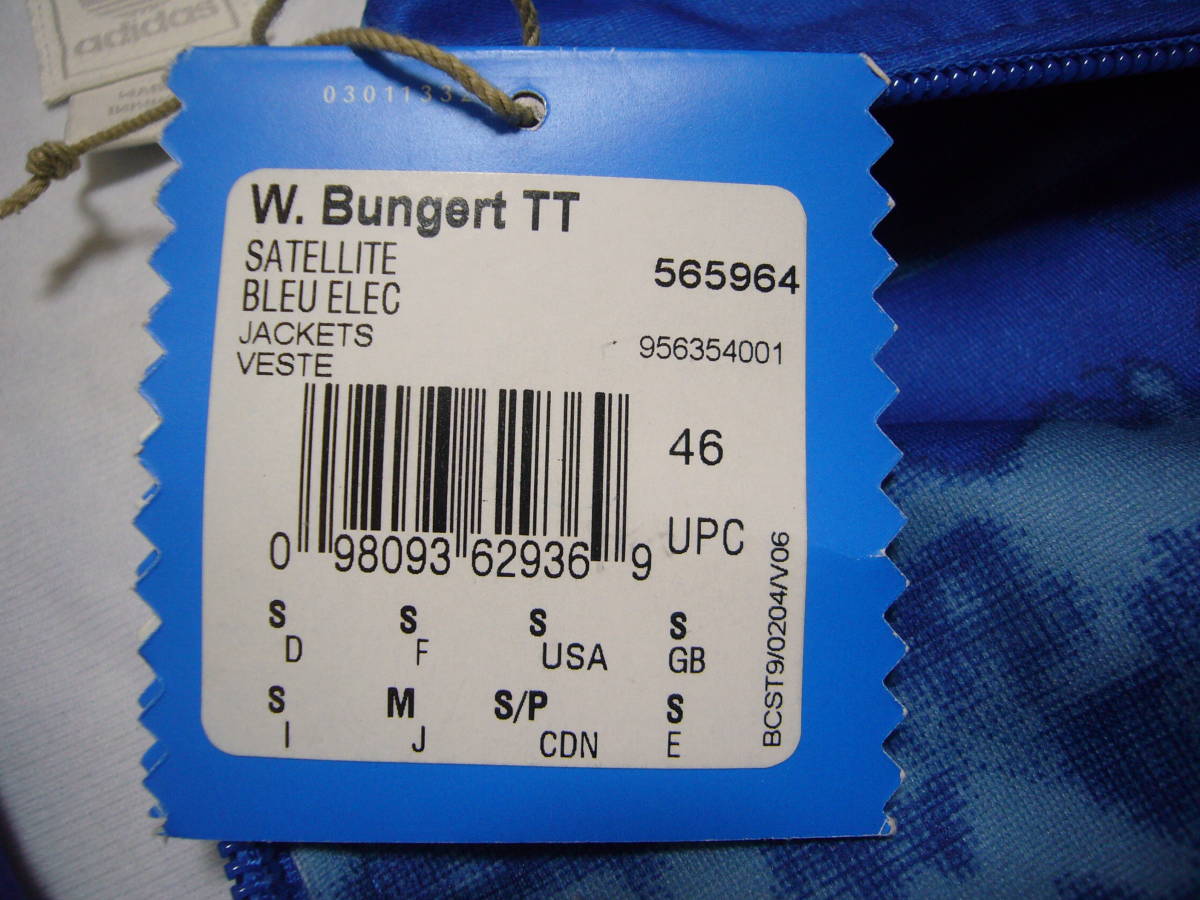 adidas
W. Bungert TT
SATELLITE
BLEU ELEC
565964
JACKETS
VESTE
956354001
46
UPC
0 98093 62936 9
S D S F S USA S GB
S I M J S/P CDN S E
BCST9/0204/V06